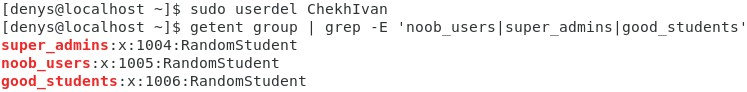 [denys@localhost ~]$ sudo userdel ChekhIvan
[denys@localhost ~]$ getent group | grep -E 'noob_users|super_admins|good_students'
super_admins:x:1004:RandomStudent
noob_users:x:1005:RandomStudent
good_students:x:1006:RandomStudent